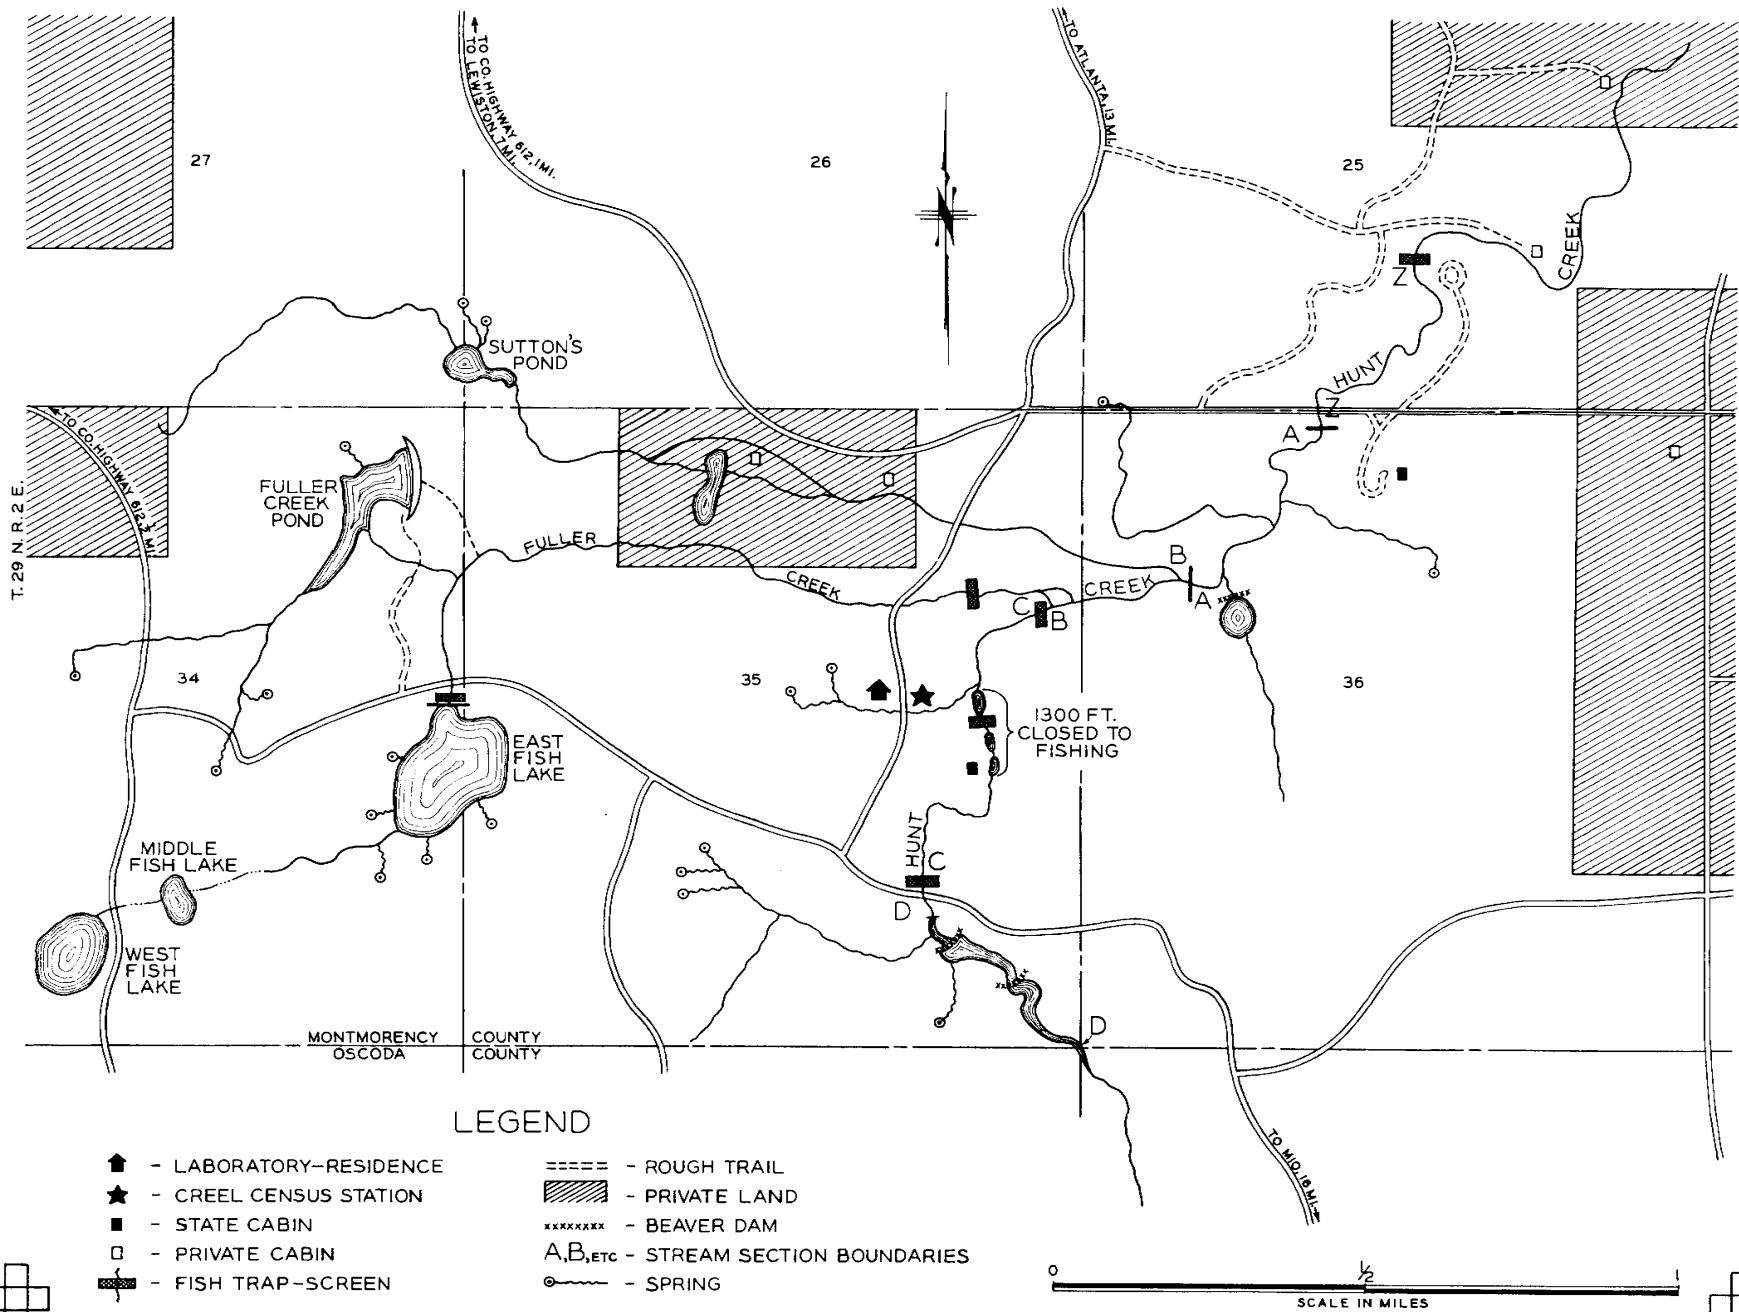 TO CO. HIGHWAY 612, 1 MI.
TO LEWISTON, 7 MI.
TO ATLANTA, 13 MI.
27
26
25
CREEK
Z
HUNT
SUTTON'S
POND
Z
A
TO CO. HIGHWAY 612, 2 MI.
T. 29 N. R. 2 E.
FULLER
CREEK
POND
FULLER
CREEK
CREEK
B
A
C
B
34
35
36
1300 FT.
CLOSED TO
FISHING
EAST
FISH
LAKE
MIDDLE
FISH LAKE
WEST
FISH
LAKE
HUNT
C
D
D
MONTMORENCY COUNTY
OSCODA COUNTY
TO MIO, 16 MI.
LEGEND
- LABORATORY-RESIDENCE
- CREEL CENSUS STATION
- STATE CABIN
- PRIVATE CABIN
- FISH TRAP-SCREEN
- ROUGH TRAIL
- PRIVATE LAND
- BEAVER DAM
A,B,ETC - STREAM SECTION BOUNDARIES
- SPRING
0 1/2 1
SCALE IN MILES